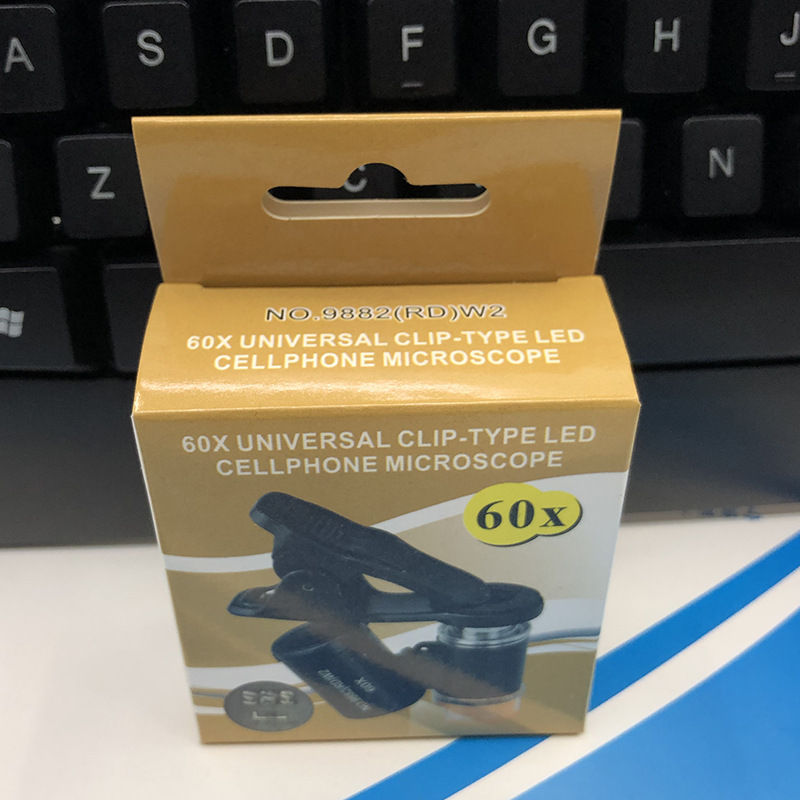 A S D F G H J
Z C N
NO.9882(RD)W2
60X UNIVERSAL CLIP-TYPE LED
CELLPHONE MICROSCOPE
60X UNIVERSAL CLIP-TYPE LED
CELLPHONE MICROSCOPE
60x
60X